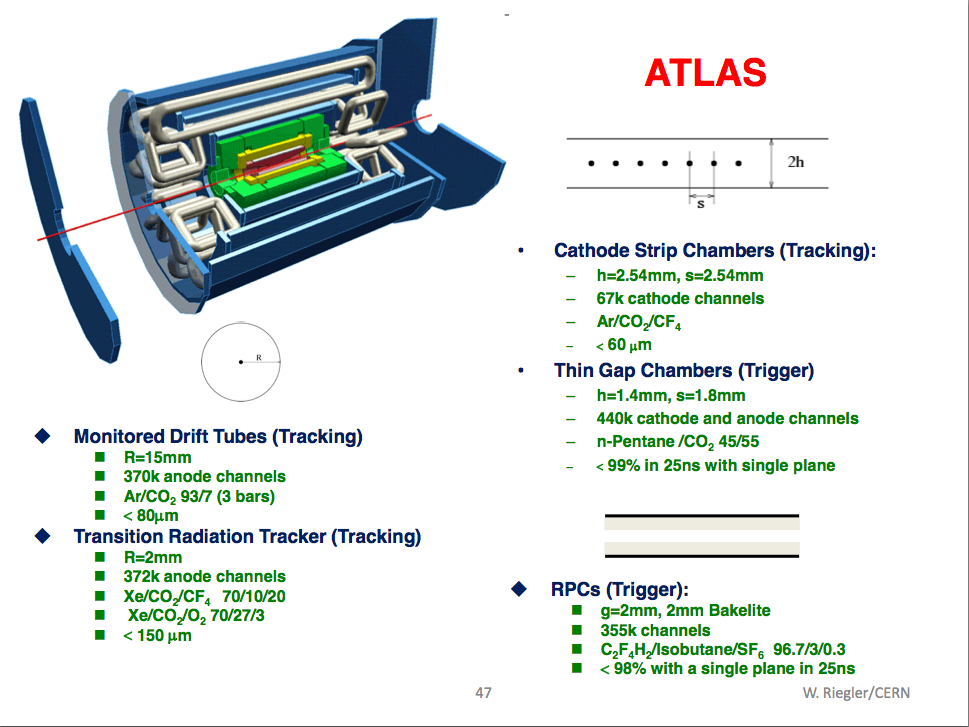 ATLAS
2h
s
• Cathode Strip Chambers (Tracking):
– h=2.54mm, s=2.54mm
– 67k cathode channels
– Ar/CO₂/CF₄
– < 60 μm
• Thin Gap Chambers (Trigger)
– h=1.4mm, s=1.8mm
– 440k cathode and anode channels
– n-Pentane /CO₂ 45/55
– < 99% in 25ns with single plane
R
◆ Monitored Drift Tubes (Tracking)
■ R=15mm
■ 370k anode channels
■ Ar/CO₂ 93/7 (3 bars)
■ < 80μm
◆ Transition Radiation Tracker (Tracking)
■ R=2mm
■ 372k anode channels
■ Xe/CO₂/CF₄ 70/10/20
■ Xe/CO₂/O₂ 70/27/3
■ < 150 μm
◆ RPCs (Trigger):
■ g=2mm, 2mm Bakelite
■ 355k channels
■ C₂F₄H₂/Isobutane/SF₆ 96.7/3/0.3
■ < 98% with a single plane in 25ns
47
W. Riegler/CERN